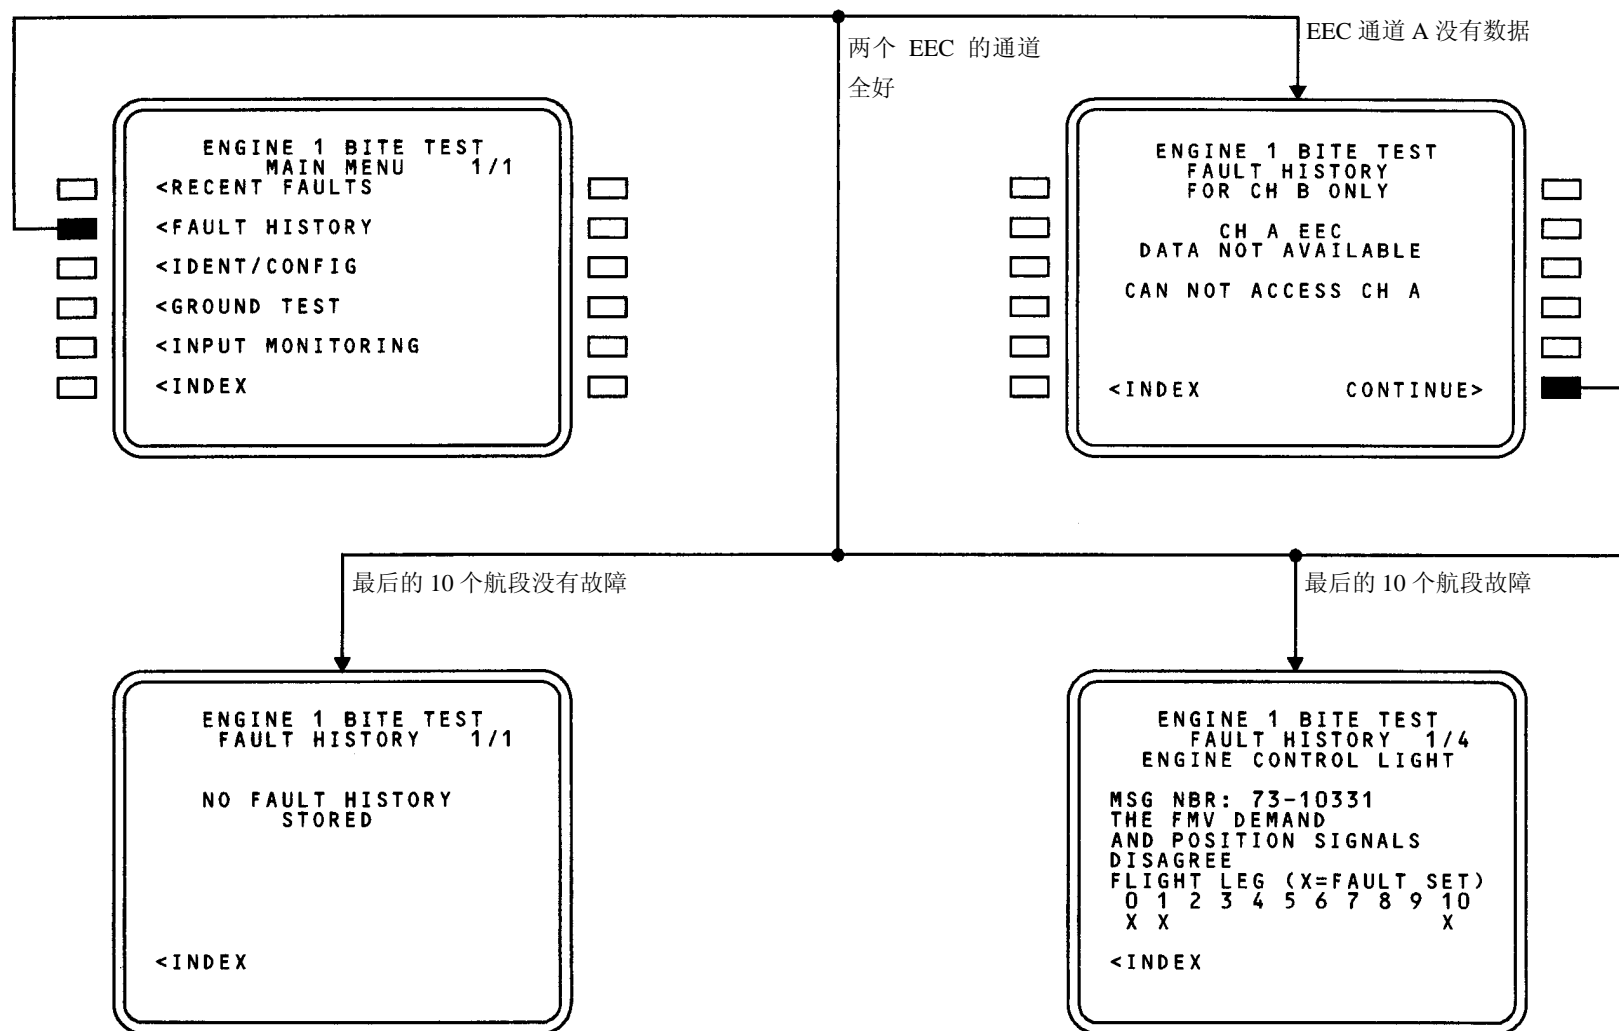 两个 EEC 的通道
全好
EEC 通道 A 没有数据
ENGINE 1 BITE TEST
MAIN MENU 1/1
<RECENT FAULTS
<FAULT HISTORY
<IDENT/CONFIG
<GROUND TEST
<INPUT MONITORING
<INDEX
ENGINE 1 BITE TEST
FAULT HISTORY
FOR CH B ONLY
CH A EEC
DATA NOT AVAILABLE
CAN NOT ACCESS CH A
<INDEX CONTINUE>
最后的 10 个航段没有故障
最后的 10 个航段故障
ENGINE 1 BITE TEST
FAULT HISTORY 1/1
NO FAULT HISTORY
STORED
<INDEX
ENGINE 1 BITE TEST
FAULT HISTORY 1/4
ENGINE CONTROL LIGHT
MSG NBR: 73-10331
THE FMV DEMAND
AND POSITION SIGNALS
DISAGREE
FLIGHT LEG (X=FAULT SET)
0 1 2 3 4 5 6 7 8 9 10
X X X
<INDEX